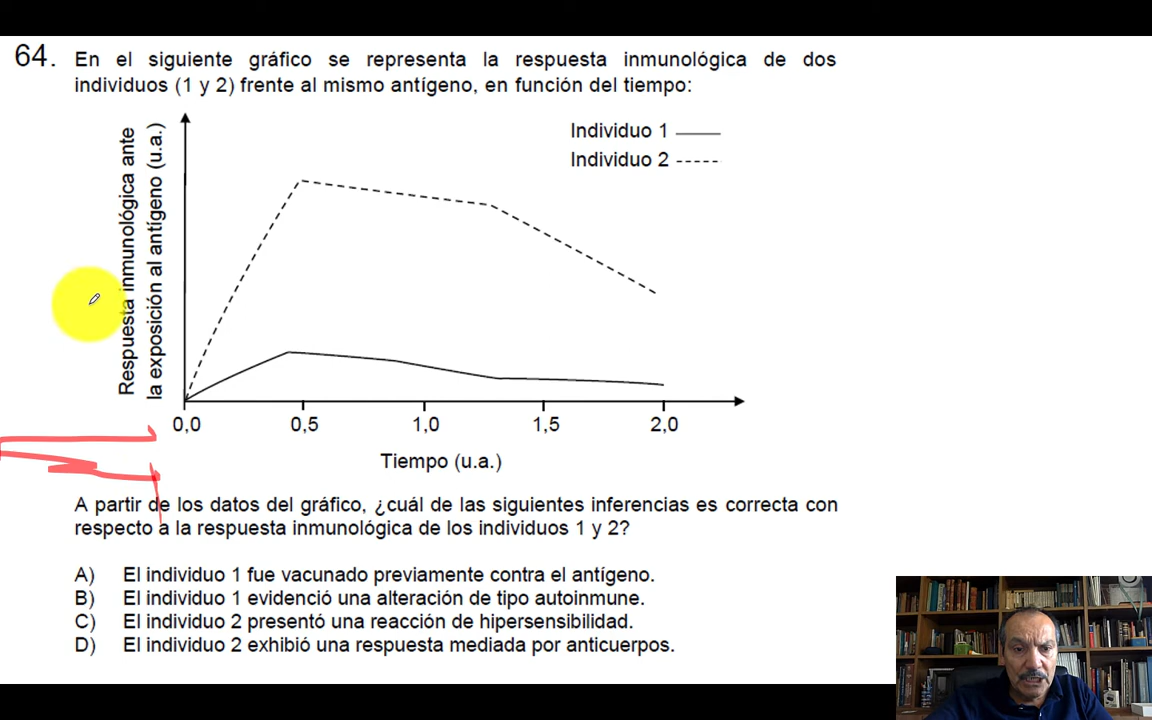 64. En el siguiente gráfico se representa la respuesta inmunológica de dos
individuos (1 y 2) frente al mismo antígeno, en función del tiempo:
Respuesta inmunológica ante
la exposición al antígeno (u.a.)
Individuo 1
Individuo 2
0,0 0,5 1,0 1,5 2,0
Tiempo (u.a.)
A partir de los datos del gráfico, ¿cuál de las siguientes inferencias es correcta con
respecto a la respuesta inmunológica de los individuos 1 y 2?
A) El individuo 1 fue vacunado previamente contra el antígeno.
B) El individuo 1 evidenció una alteración de tipo autoinmune.
C) El individuo 2 presentó una reacción de hipersensibilidad.
D) El individuo 2 exhibió una respuesta mediada por anticuerpos.